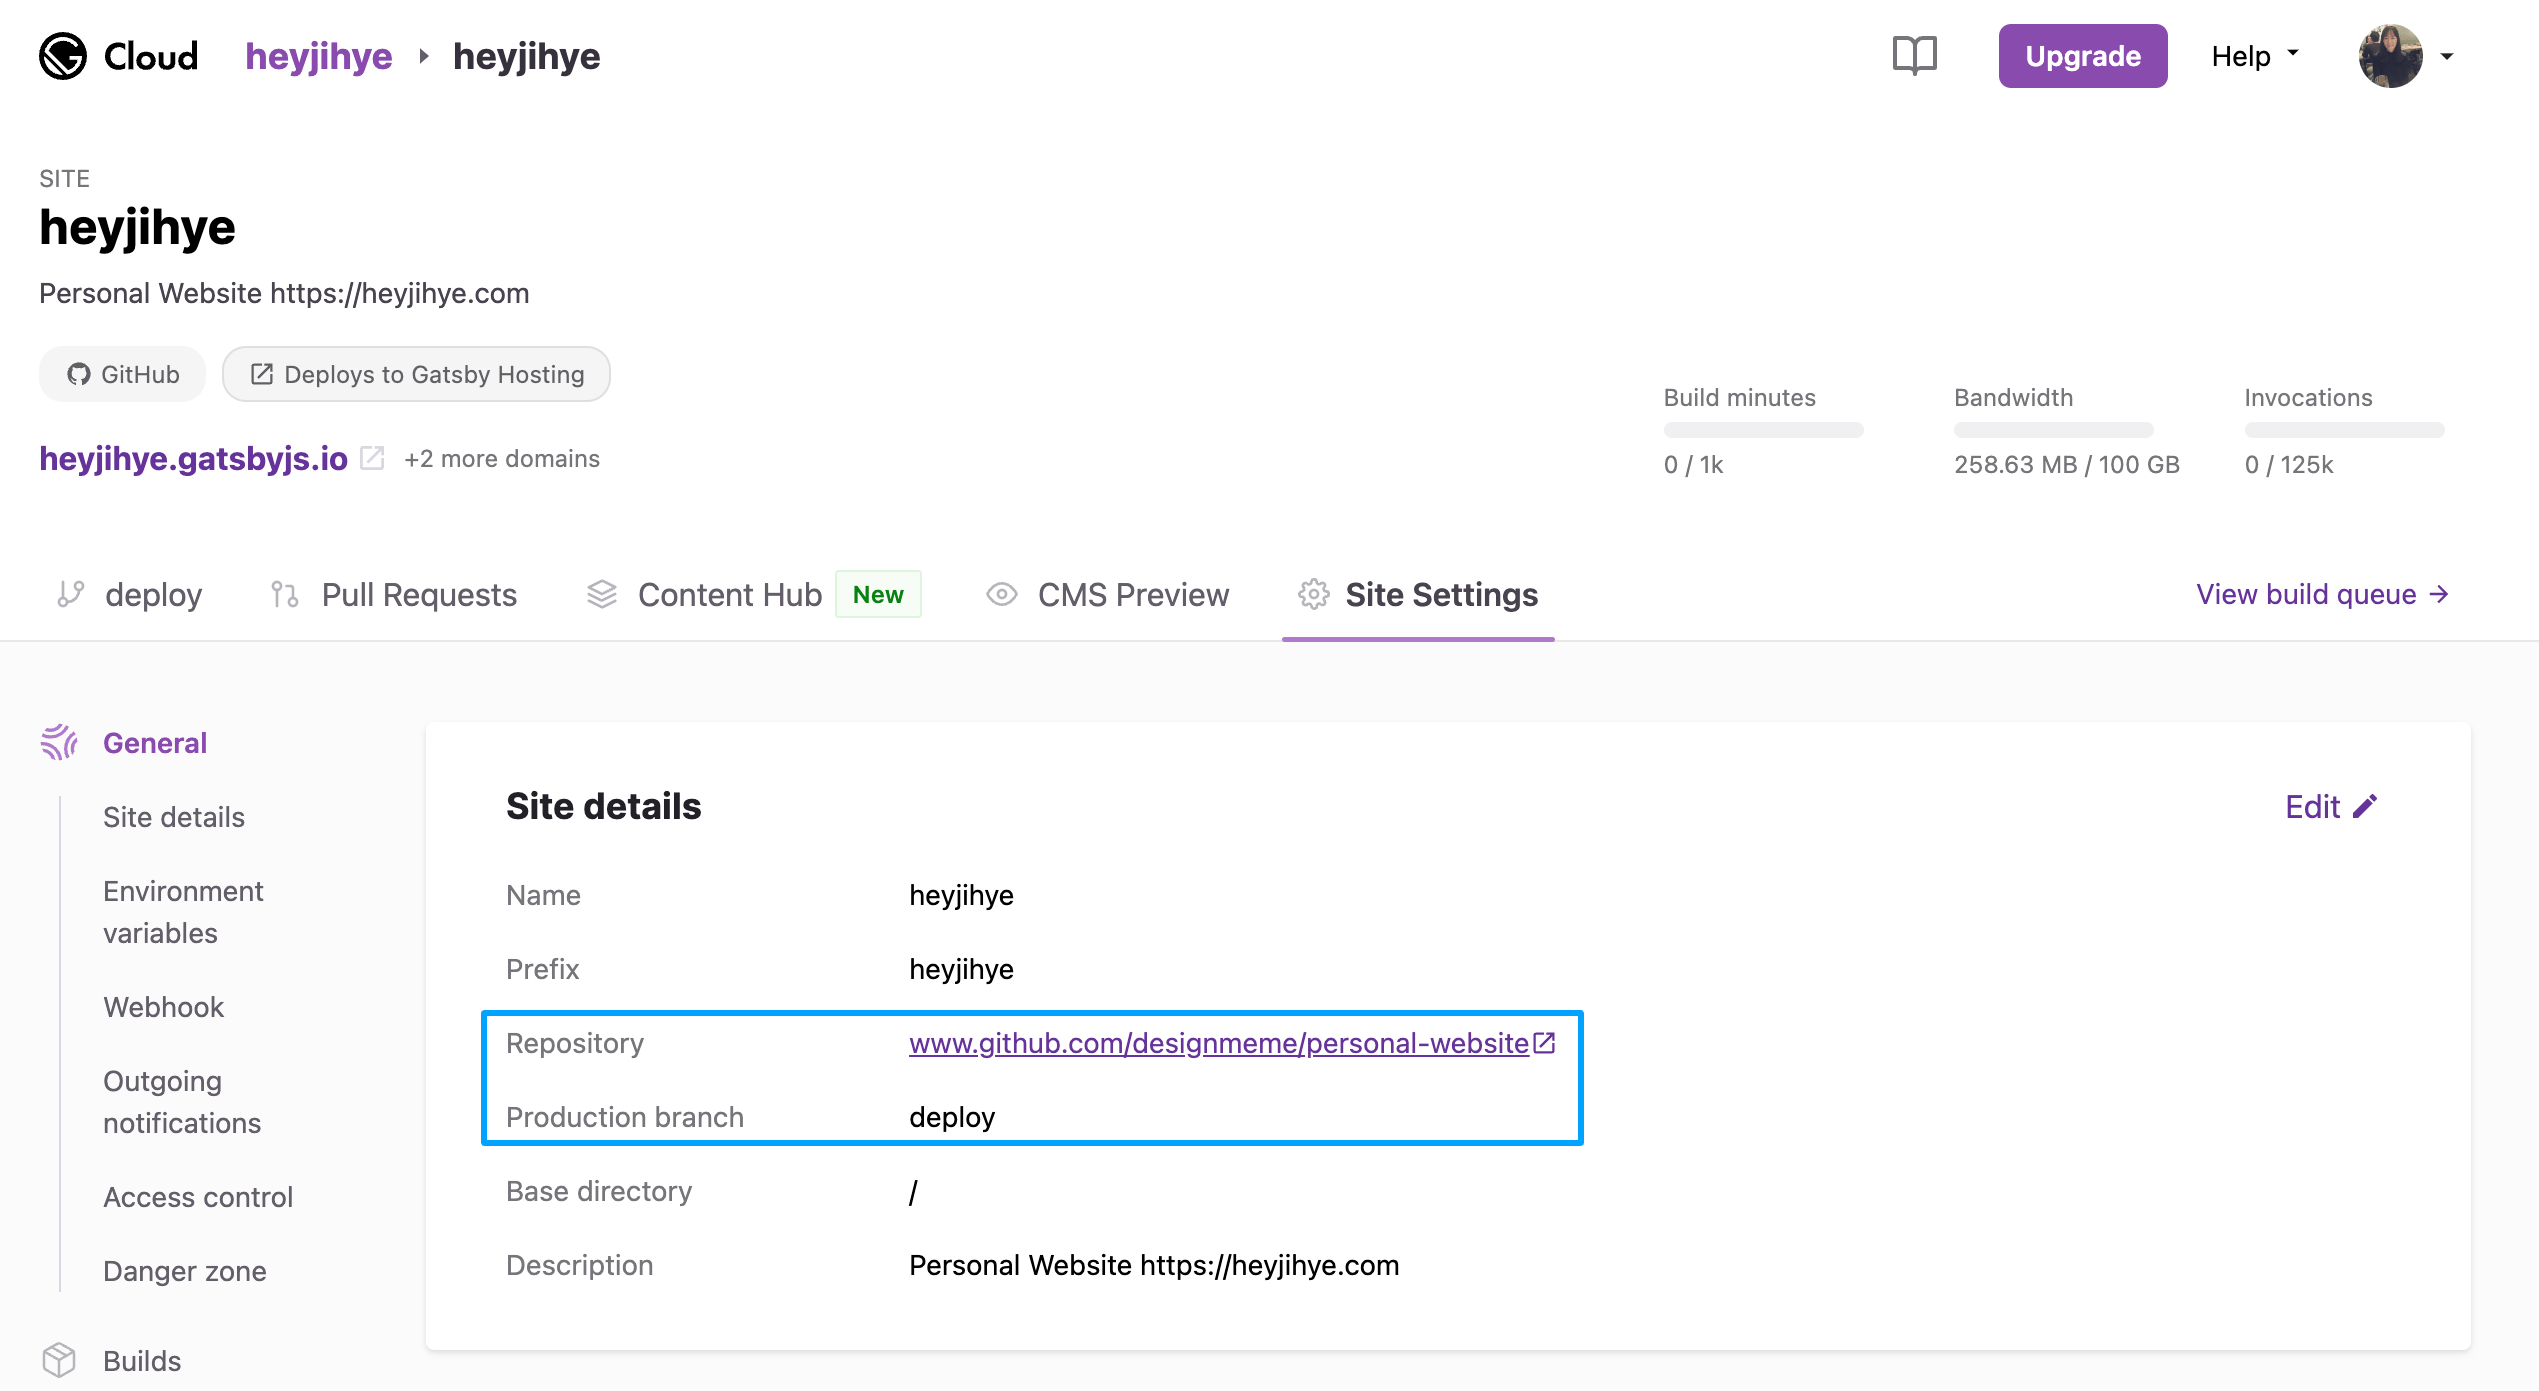 Cloud heyjihye heyjihye Upgrade Help
SITE
heyjihye
Personal Website https://heyjihye.com
GitHub Deploys to Gatsby Hosting
heyjihye.gatsbyjs.io +2 more domains
Build minutes
0 / 1k
Bandwidth
258.63 MB / 100 GB
Invocations
0 / 125k
deploy Pull Requests Content Hub New CMS Preview Site Settings View build queue →
General
Site details
Environment
variables
Webhook
Outgoing
notifications
Access control
Danger zone
Builds
Site details Edit
Name heyjihye
Prefix heyjihye
Repository www.github.com/designmeme/personal-website
Production branch deploy
Base directory /
Description Personal Website https://heyjihye.com